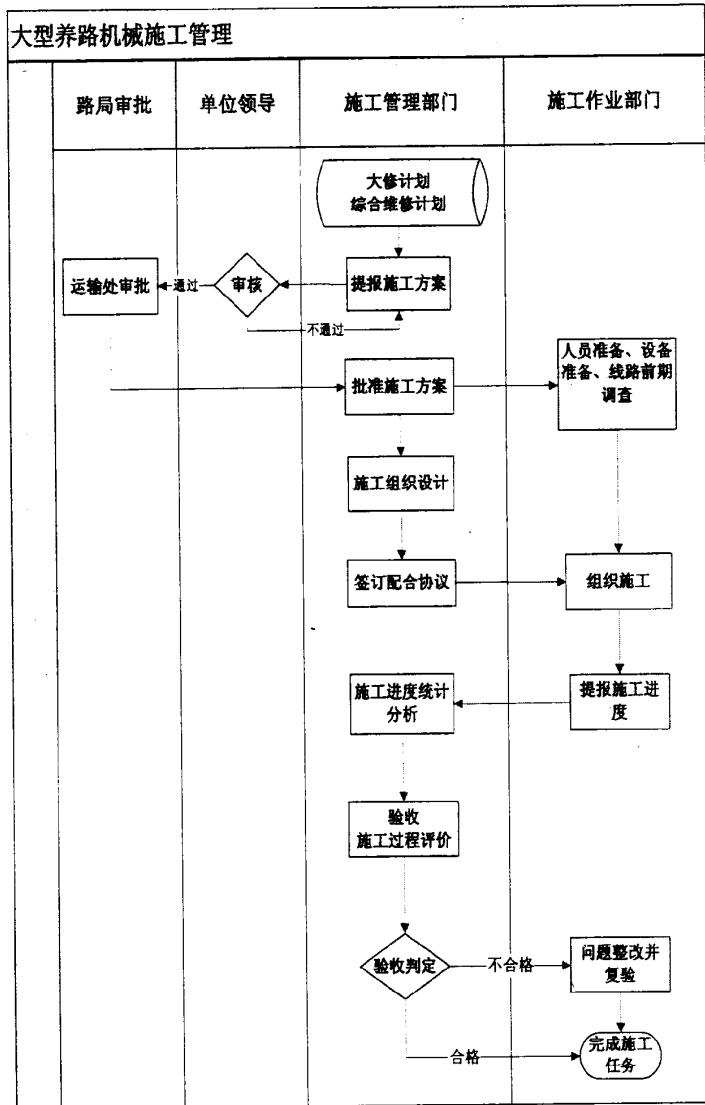 大型养路机械施工管理
路局审批
单位领导
施工管理部门
施工作业部门
大修计划
综合维修计划
运输处审批
通过
审核
提报施工方案
不通过
人员准备、设备
准备、线路前期
调查
批准施工方案
施工组织设计
签订配合协议
组织施工
施工进度统计
分析
提报施工进
度
验收
施工过程评价
验收判定
不合格
问题整改并
复验
合格
完成施工
任务